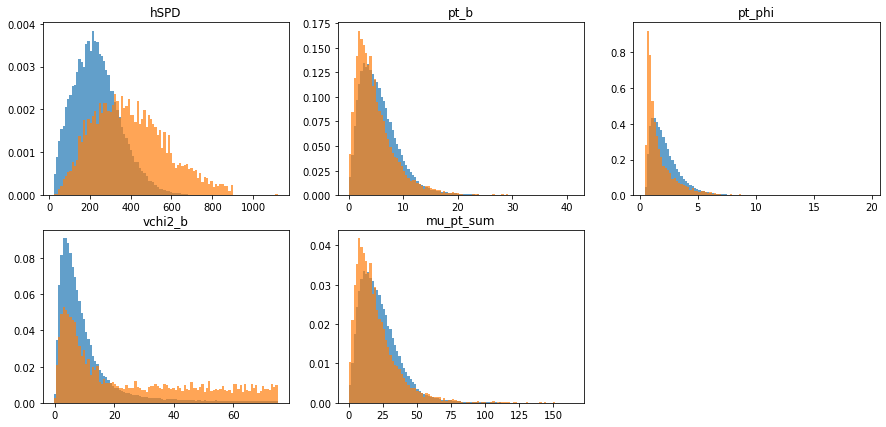 hSPD
0.004
0.003
0.002
0.001
0.000
0 200 400 600 800 1000
pt_b
0.175
0.150
0.125
0.100
0.075
0.050
0.025
0.000
0 10 20 30 40
pt_phi
0.8
0.6
0.4
0.2
0.0
0 5 10 15 20
vchi2_b
0.08
0.06
0.04
0.02
0.00
0 20 40 60
mu_pt_sum
0.04
0.03
0.02
0.01
0.00
0 25 50 75 100 125 150